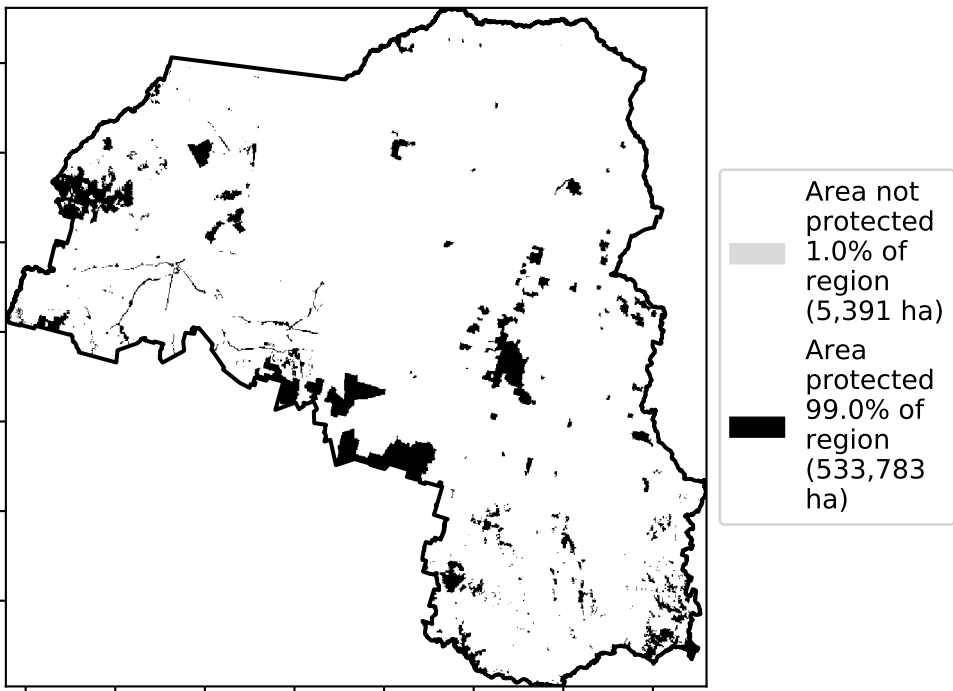 Area not
protected
1.0% of
region
(5,391 ha)
Area
protected
99.0% of
region
(533,783
ha)